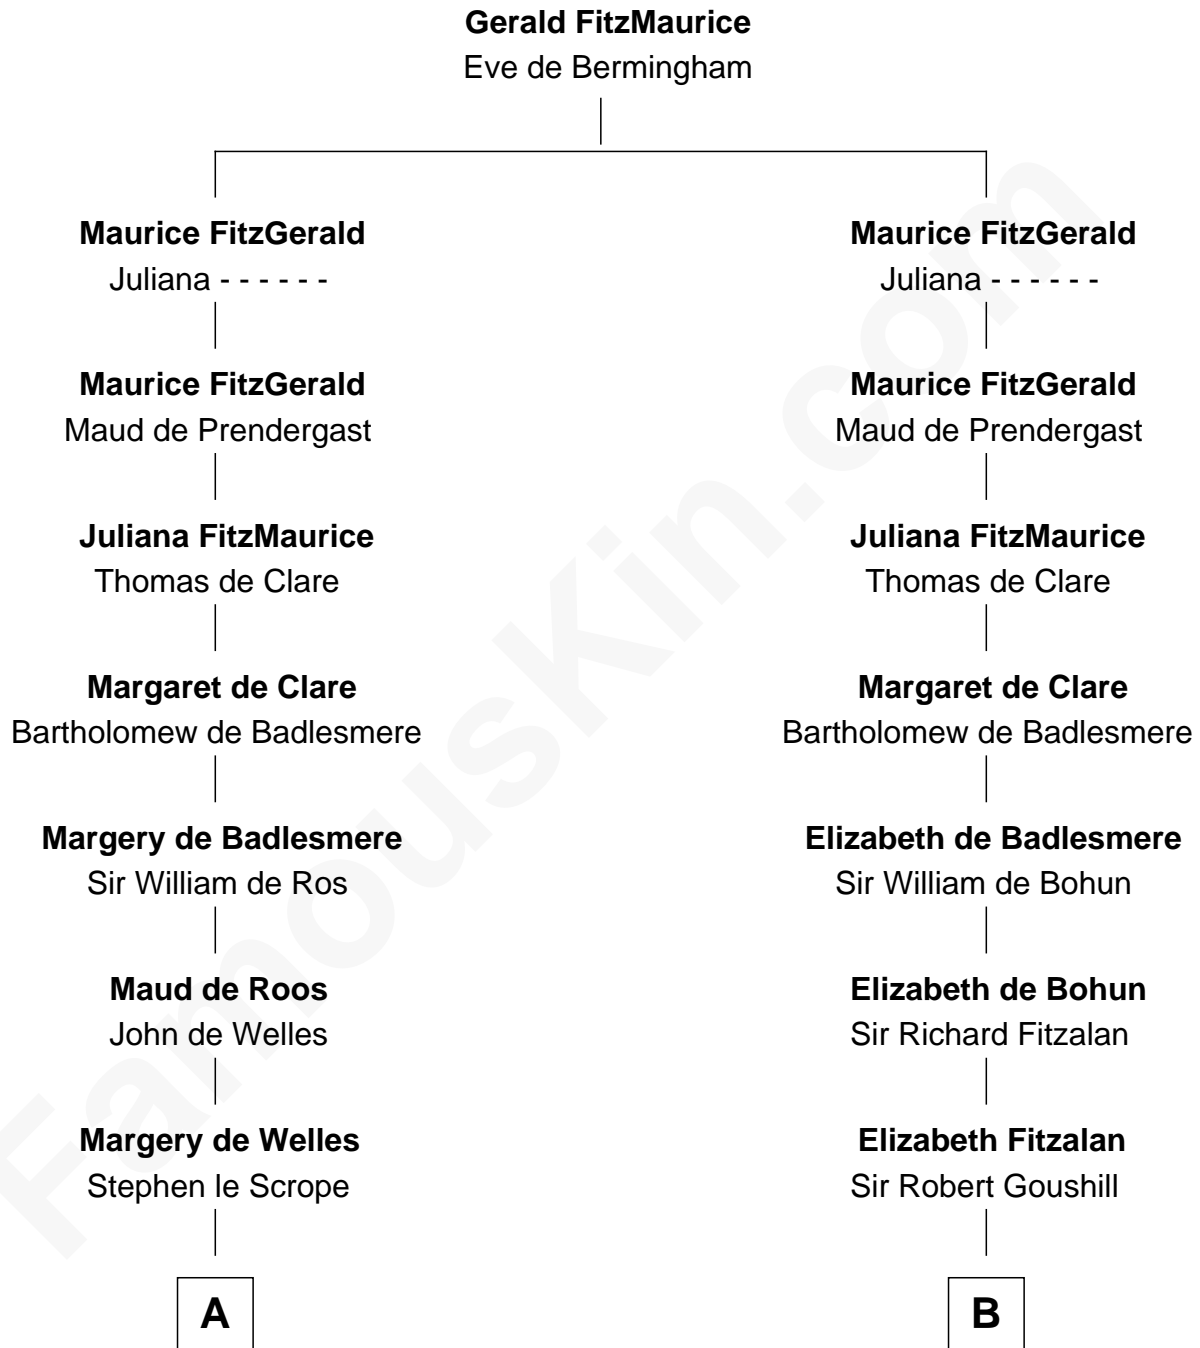 Gerald FitzMaurice
Eve de Bermingham
Maurice FitzGerald
Juliana - - - - - -
Maurice FitzGerald
Maud de Prendergast
Juliana FitzMaurice
Thomas de Clare
Margaret de Clare
Bartholomew de Badlesmere
Margery de Badlesmere
Sir William de Ros
Maud de Roos
John de Welles
Margery de Welles
Stephen le Scrope
A
Maurice FitzGerald
Juliana - - - - - -
Maurice FitzGerald
Maud de Prendergast
Juliana FitzMaurice
Thomas de Clare
Margaret de Clare
Bartholomew de Badlesmere
Elizabeth de Badlesmere
Sir William de Bohun
Elizabeth de Bohun
Sir Richard Fitzalan
Elizabeth Fitzalan
Sir Robert Goushill
B
FamousKin.com